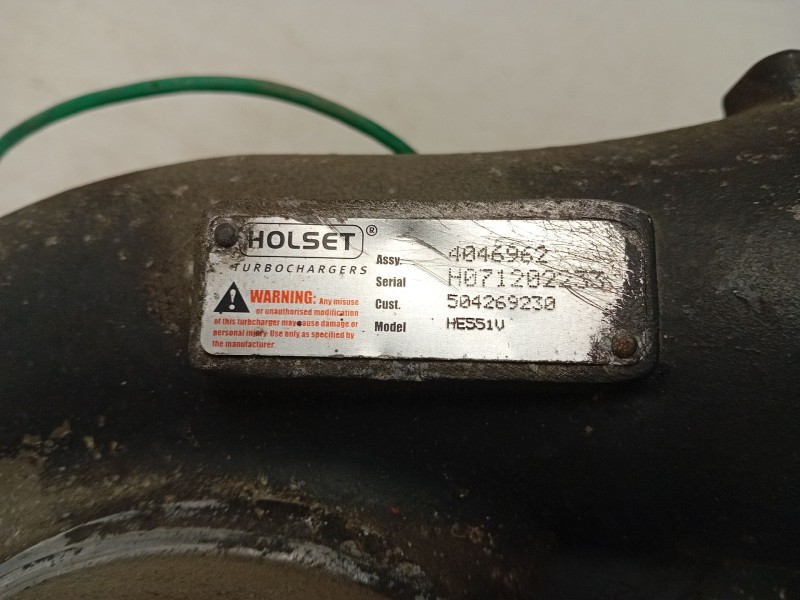 HOLSET®
TURBOCHARGERS
WARNING: Any misuse
or unauthorised modification
of this turbocharger may cause damage or
personal injury. Use only as specified by
the manufacturer.
Assy. 4046962
Serial H071202233
Cust. 504269230
Model HE551V